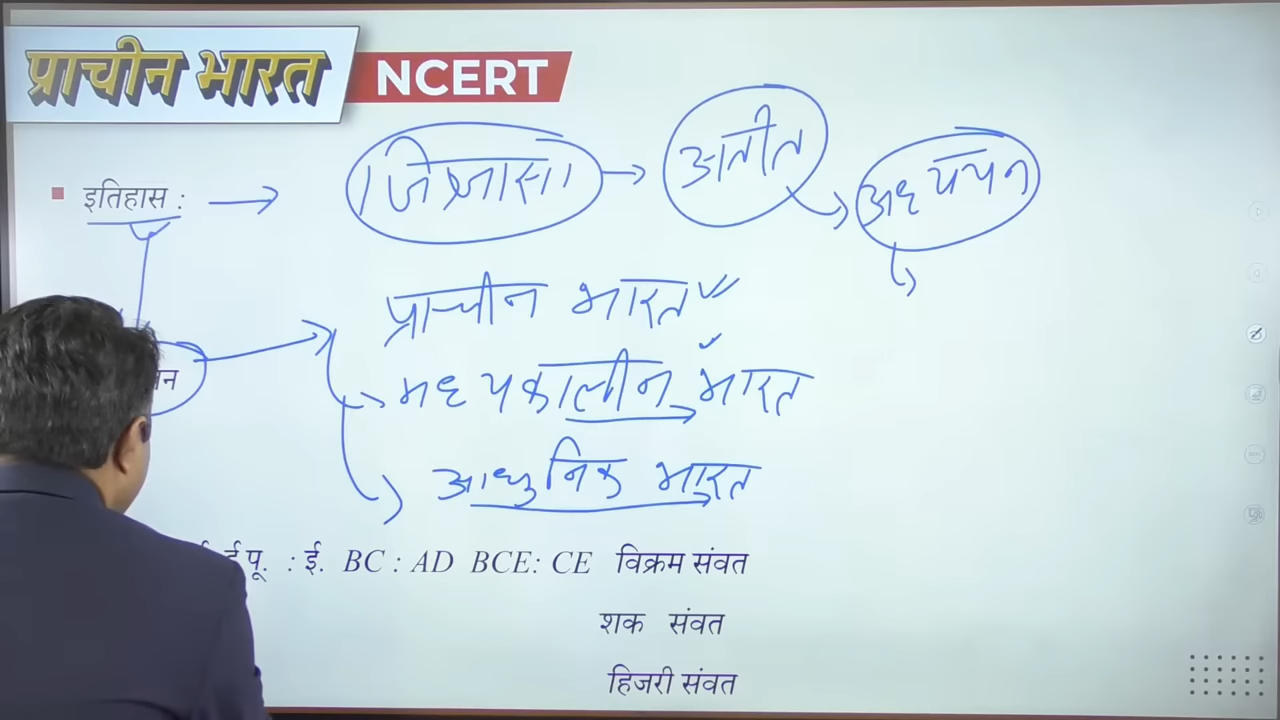 प्राचीन भारत NCERT
इतिहास : → जिज्ञासा → अतीत → अध्ययन
प्राचीन भारत
मध्यकालीन भारत
आधुनिक भारत
ई.पू. : ई. BC : AD BCE: CE विक्रम संवत
शक संवत
हिजरी संवत